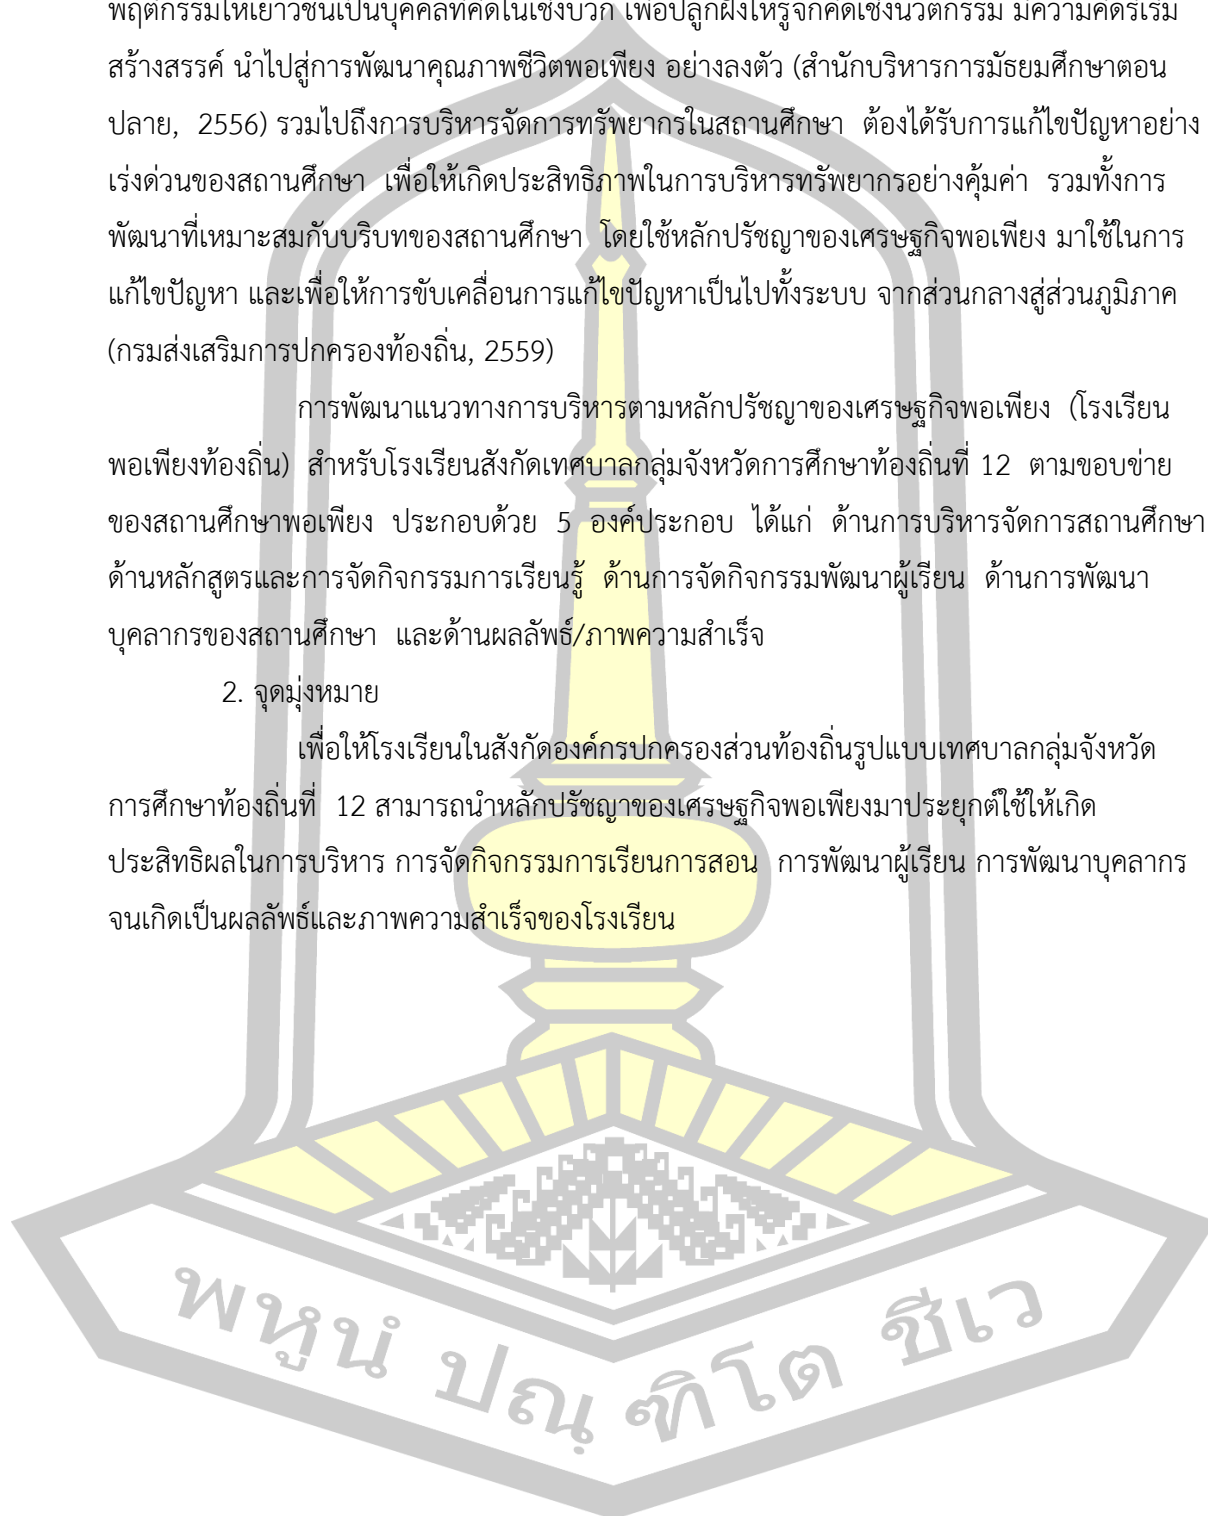 พฤติกรรมให้เยาวชนเป็นบุคคลที่คิดในเชิงบวก เพื่อปลูกฝังให้รู้จักคิดเชิงนวัตกรรม มีความคิดริเริ่ม
สร้างสรรค์ นำไปสู่การพัฒนาคุณภาพชีวิตพอเพียง อย่างลงตัว (สำนักบริหารการมัธยมศึกษาตอน
ปลาย, 2556) รวมไปถึงการบริหารจัดการทรัพยากรในสถานศึกษา ต้องได้รับการแก้ไขปัญหาอย่าง
เร่งด่วนของสถานศึกษา เพื่อให้เกิดประสิทธิภาพในการบริหารทรัพยากรอย่างคุ้มค่า รวมทั้งการ
พัฒนาที่เหมาะสมกับบริบทของสถานศึกษา โดยใช้หลักปรัชญาของเศรษฐกิจพอเพียง มาใช้ในการ
แก้ไขปัญหา และเพื่อให้การขับเคลื่อนการแก้ไขปัญหาเป็นไปทั้งระบบ จากส่วนกลางสู่ส่วนภูมิภาค
(กรมส่งเสริมการปกครองท้องถิ่น, 2559)
การพัฒนาแนวทางการบริหารตามหลักปรัชญาของเศรษฐกิจพอเพียง (โรงเรียน
พอเพียงท้องถิ่น) สำหรับโรงเรียนสังกัดเทศบาลกลุ่มจังหวัดการศึกษาท้องถิ่นที่ 12 ตามขอบข่าย
ของสถานศึกษาพอเพียง ประกอบด้วย 5 องค์ประกอบ ได้แก่ ด้านการบริหารจัดการสถานศึกษา
ด้านหลักสูตรและการจัดกิจกรรมการเรียนรู้ ด้านการจัดกิจกรรมพัฒนาผู้เรียน ด้านการพัฒนา
บุคลากรของสถานศึกษา และด้านผลลัพธ์/ภาพความสำเร็จ
2. จุดมุ่งหมาย
เพื่อให้โรงเรียนในสังกัดองค์กรปกครองส่วนท้องถิ่นรูปแบบเทศบาลกลุ่มจังหวัด
การศึกษาท้องถิ่นที่ 12 สามารถนำหลักปรัชญาของเศรษฐกิจพอเพียงมาประยุกต์ใช้ให้เกิด
ประสิทธิผลในการบริหาร การจัดกิจกรรมการเรียนการสอน การพัฒนาผู้เรียน การพัฒนาบุคลากร
จนเกิดเป็นผลลัพธ์และภาพความสำเร็จของโรงเรียน
พหูนํ ปณฺฑิโต ชีเว